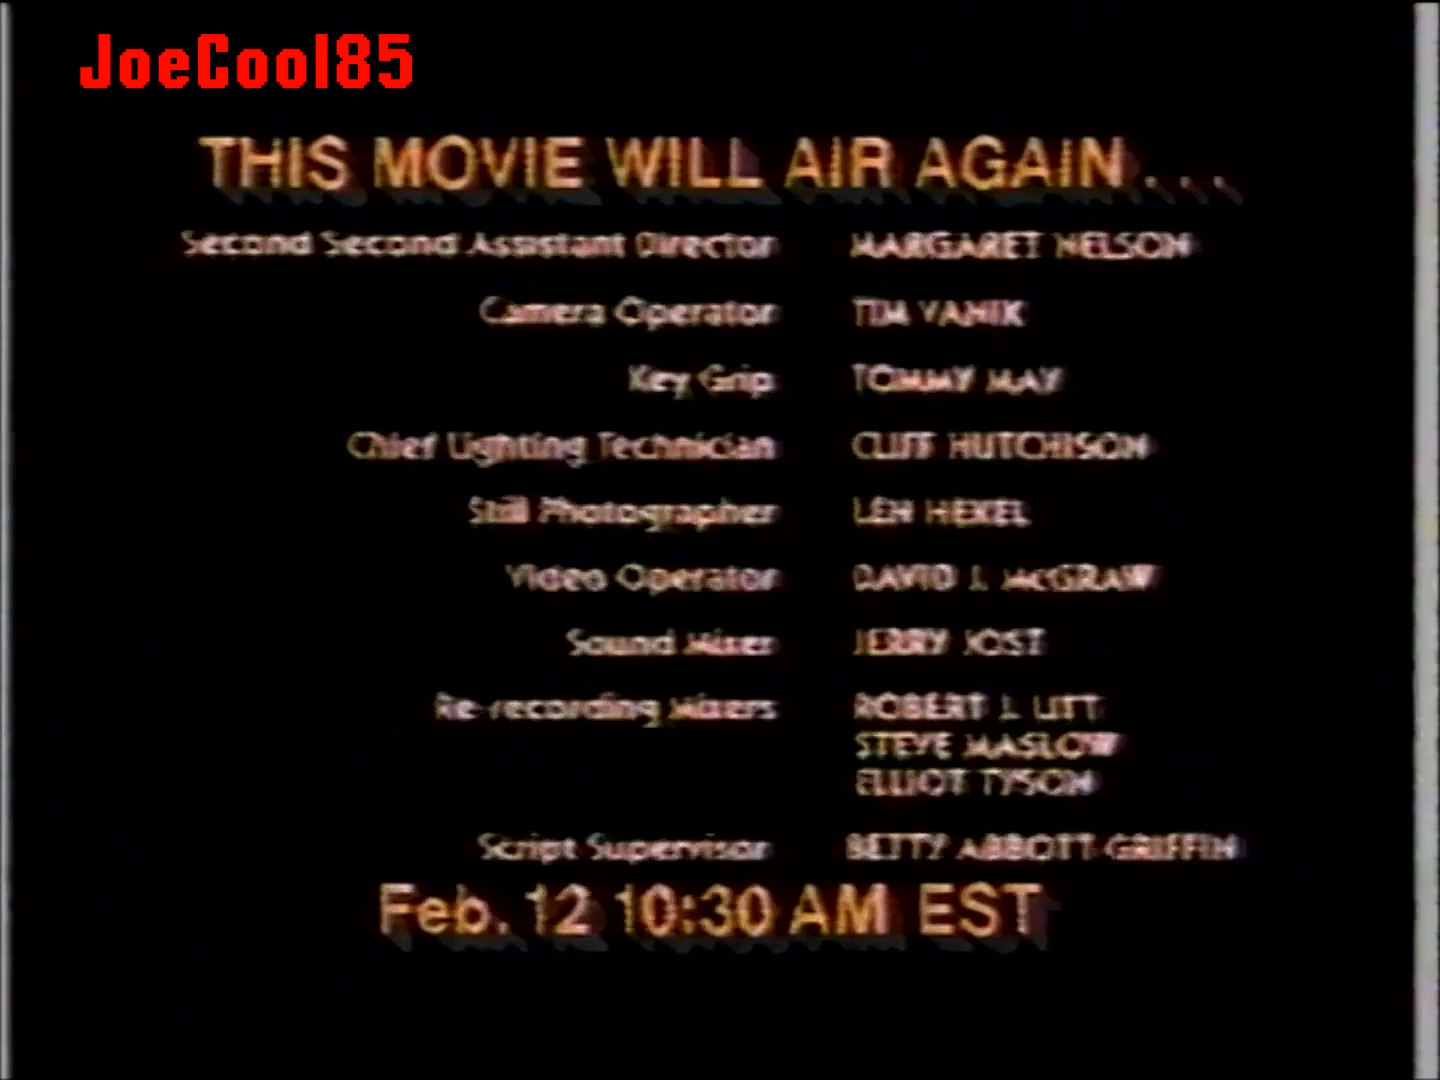 JoeCool85
THIS MOVIE WILL AIR AGAIN...
Second Second Assistant Director MARGARET NELSON
Camera Operator TIM VANIK
Key Grip TOMMY MAY
Chief Lighting Technician CLIFF HUTCHISON
Still Photographer LEN HEKEL
Video Operator DAVID J. McGRAW
Sound Mixer JERRY JOST
Re-recording Mixers ROBERT J. LITT
STEVE MASLOW
ELLIOT TYSON
Script Supervisor BETTY ABBOTT GRIFFIN
Feb. 12 10:30 AM EST